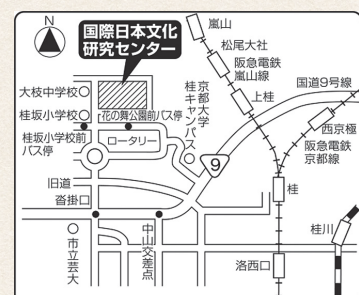 N
国際日本文化
研究センター
嵐山
松尾大社
阪急電鉄
嵐山線
上桂
国道9号線
大枝中学校
桂坂小学校
花の舞公園前バス停
桂坂小学校前
バス停
ロータリー
京都大学
桂キャンパス
西京極
阪急電鉄
京都線
9
旧道
沓掛口
桂
桂川
市立芸大
中山交差点
洛西口